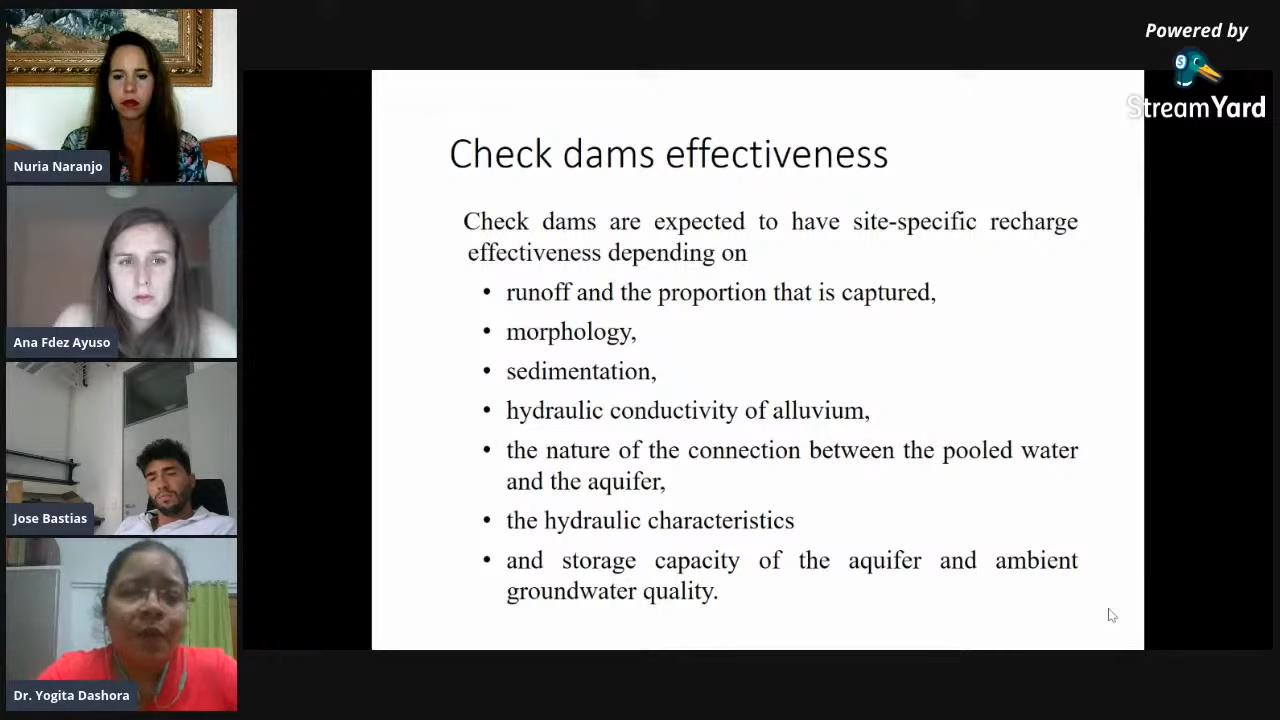 Powered by
StreamYard
Nuria Naranjo
Ana Fdez Ayuso
Jose Bastias
Dr. Yogita Dashora
Check dams effectiveness
Check dams are expected to have site-specific recharge
effectiveness depending on
• runoff and the proportion that is captured,
• morphology,
• sedimentation,
• hydraulic conductivity of alluvium,
• the nature of the connection between the pooled water
and the aquifer,
• the hydraulic characteristics
• and storage capacity of the aquifer and ambient
groundwater quality.